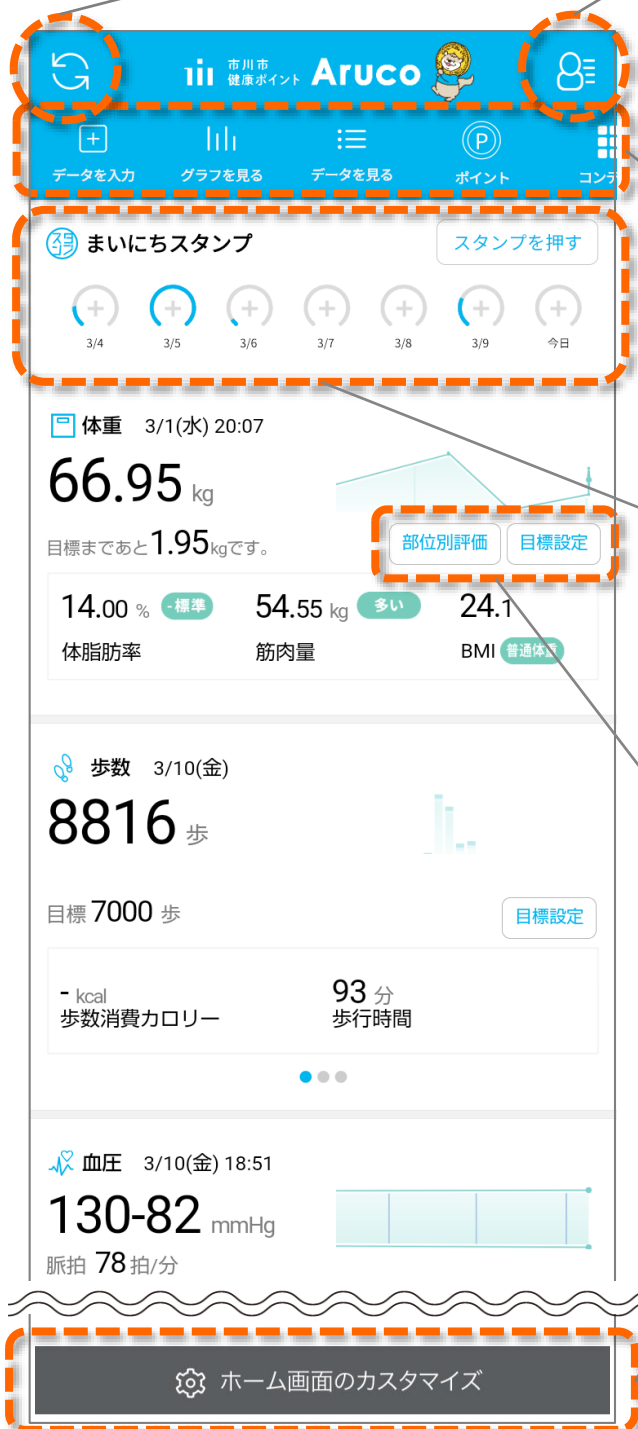 市川市
健康ポイント Aruco
データを入力 グラフを見る データを見る ポイント コンテ
まいにちスタンプ スタンプを押す
3/4 3/5 3/6 3/7 3/8 3/9 今日
体重 3/1(水) 20:07
66.95 kg
目標まであと1.95kgです。
部位別評価 目標設定
14.00 % -標準 54.55 kg 多い 24.1
体脂肪率 筋肉量 BMI 普通体重
歩数 3/10(金)
8816 歩
目標 7000 歩 目標設定
- kcal 93 分
歩数消費カロリー 歩行時間
血圧 3/10(金) 18:51
130-82 mmHg
脈拍 78 拍/分
ホーム画面のカスタマイズ